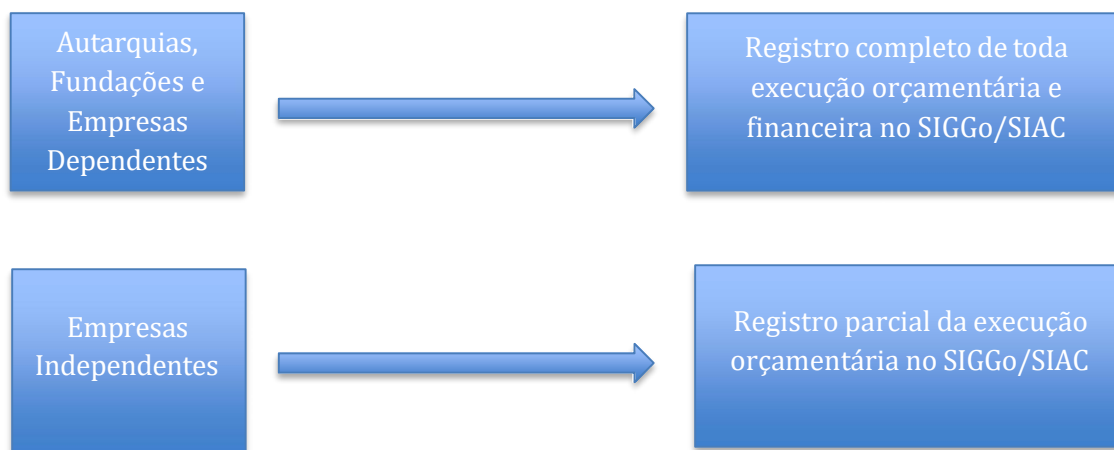 Autarquias,
Fundações e
Empresas
Dependentes
Registro completo de toda
execução orçamentária e
financeira no SIGGo/SIAC
Empresas
Independentes
Registro parcial da execução
orçamentária no SIGGo/SIAC